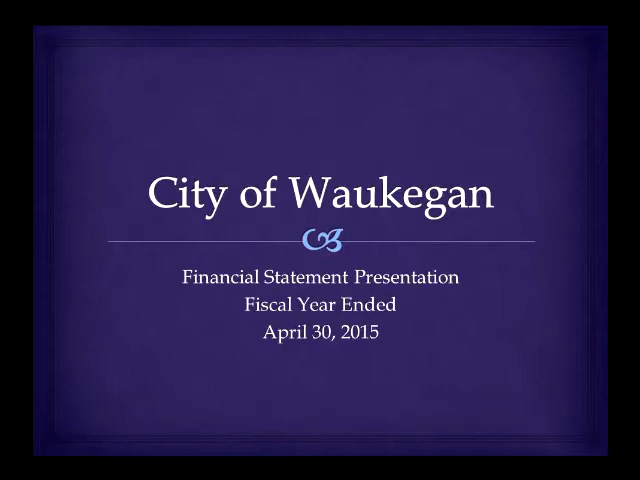 City of Waukegan
Financial Statement Presentation
Fiscal Year Ended
April 30, 2015